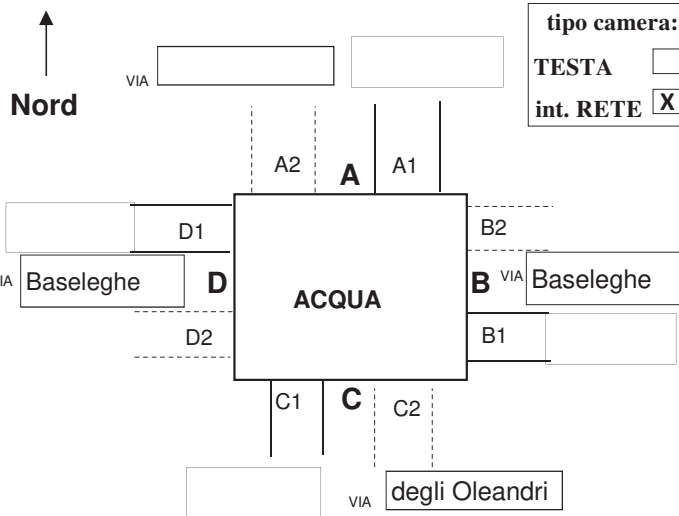 tipo camera:
VIA
TESTA
Nord
int. RETE X
A2 A A1
D1 B2
VIA Baseleghe D ACQUA B VIA Baseleghe
D2 B1
C1 C C2
VIA degli Oleandri